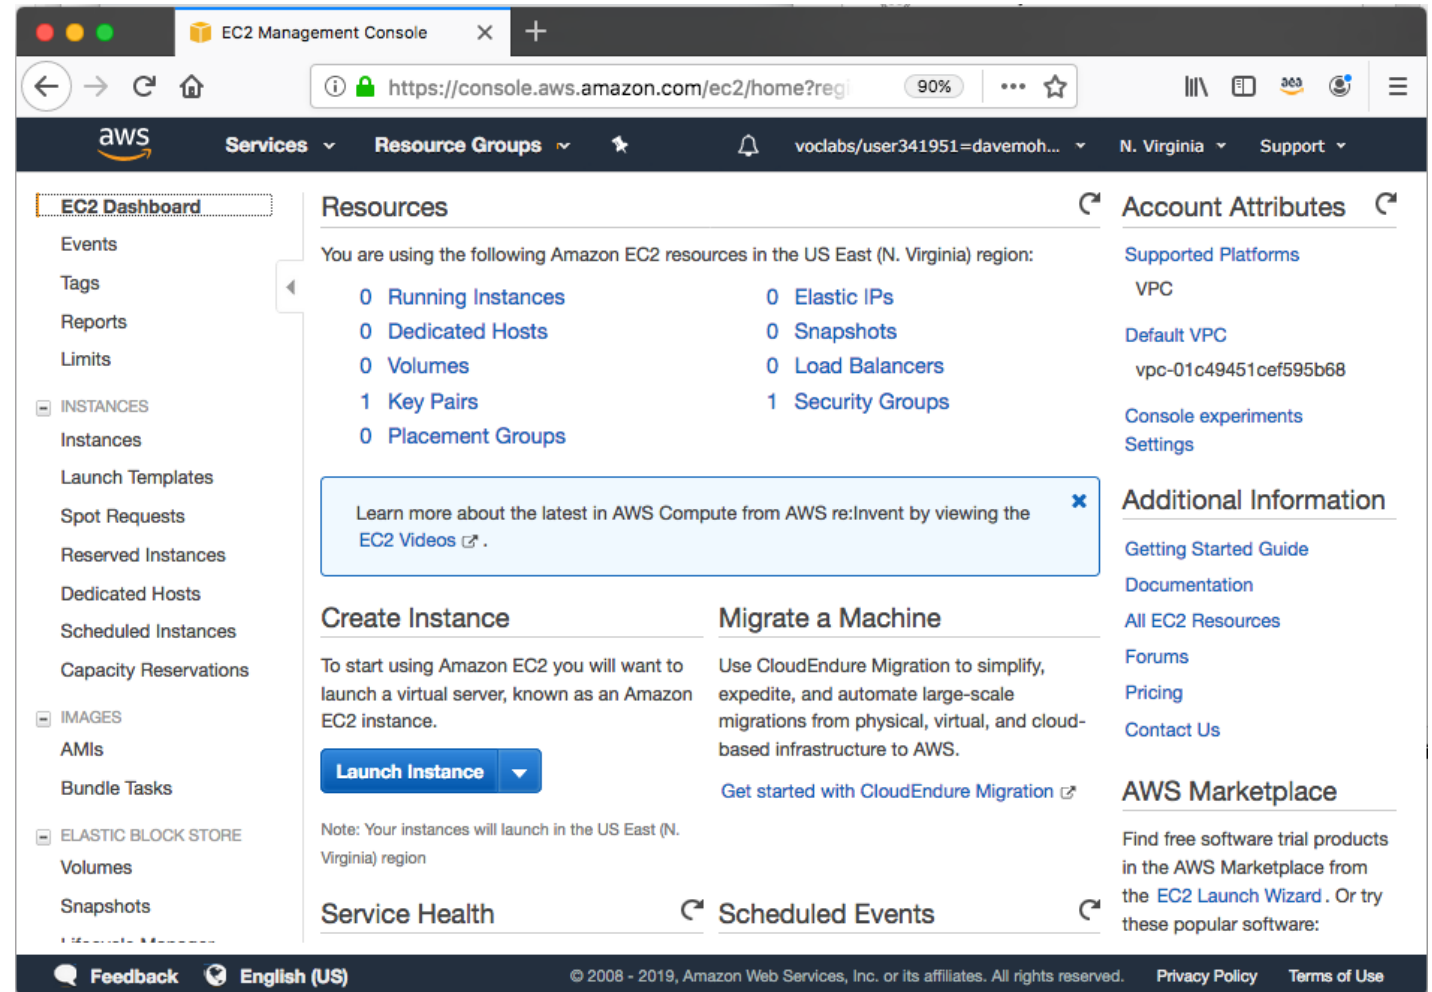 EC2 Management Console
https://console.aws.amazon.com/ec2/home?regi
90%
aws
Services
Resource Groups
voclabs/user341951=davemoh...
N. Virginia
Support
EC2 Dashboard
Events
Tags
Reports
Limits
INSTANCES
Instances
Launch Templates
Spot Requests
Reserved Instances
Dedicated Hosts
Scheduled Instances
Capacity Reservations
IMAGES
AMIs
Bundle Tasks
ELASTIC BLOCK STORE
Volumes
Snapshots
Lifecycle Manager
Resources
You are using the following Amazon EC2 resources in the US East (N. Virginia) region:
0 Running Instances
0 Elastic IPs
0 Dedicated Hosts
0 Snapshots
0 Volumes
0 Load Balancers
1 Key Pairs
1 Security Groups
0 Placement Groups
Learn more about the latest in AWS Compute from AWS re:Invent by viewing the
EC2 Videos .
Create Instance
To start using Amazon EC2 you will want to
launch a virtual server, known as an Amazon
EC2 instance.
Launch Instance
Note: Your instances will launch in the US East (N.
Virginia) region
Migrate a Machine
Use CloudEndure Migration to simplify,
expedite, and automate large-scale
migrations from physical, virtual, and cloud-
based infrastructure to AWS.
Get started with CloudEndure Migration
Service Health
Scheduled Events
Account Attributes
Supported Platforms
VPC
Default VPC
vpc-01c49451cef595b68
Console experiments
Settings
Additional Information
Getting Started Guide
Documentation
All EC2 Resources
Forums
Pricing
Contact Us
AWS Marketplace
Find free software trial products
in the AWS Marketplace from
the EC2 Launch Wizard. Or try
these popular software:
Feedback
English (US)
© 2008 - 2019, Amazon Web Services, Inc. or its affiliates. All rights reserved.
Privacy Policy
Terms of Use